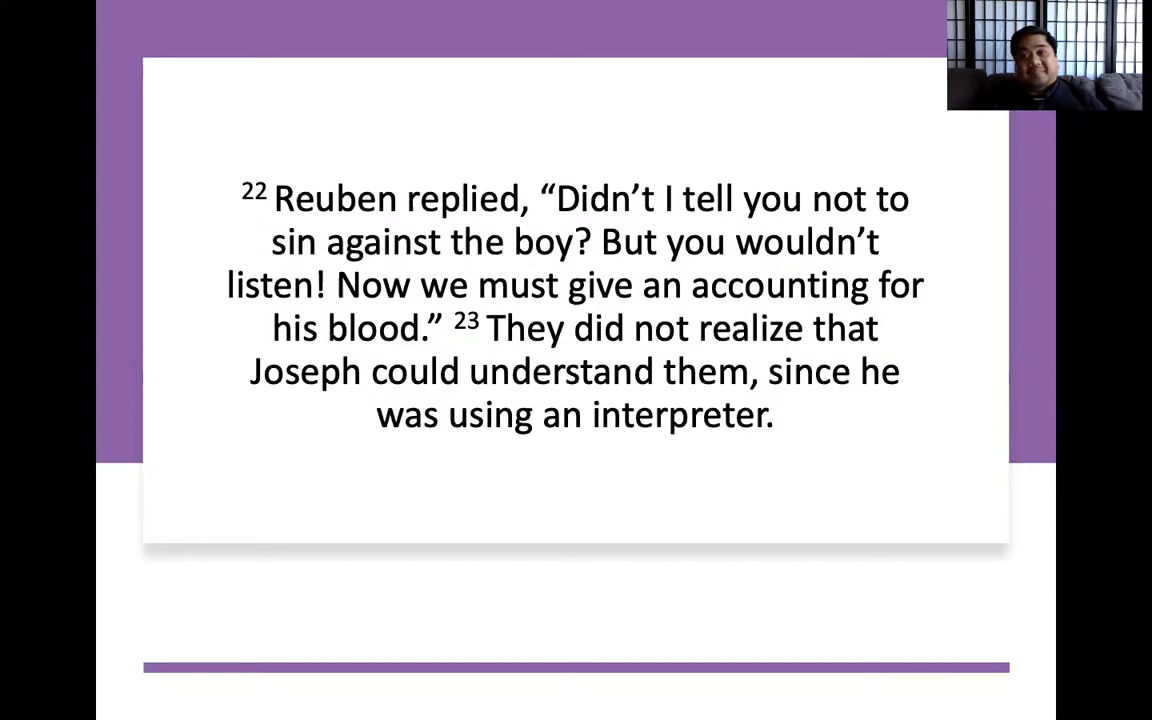 22 Reuben replied, “Didn’t I tell you not to
sin against the boy? But you wouldn’t
listen! Now we must give an accounting for
his blood.” 23 They did not realize that
Joseph could understand them, since he
was using an interpreter.